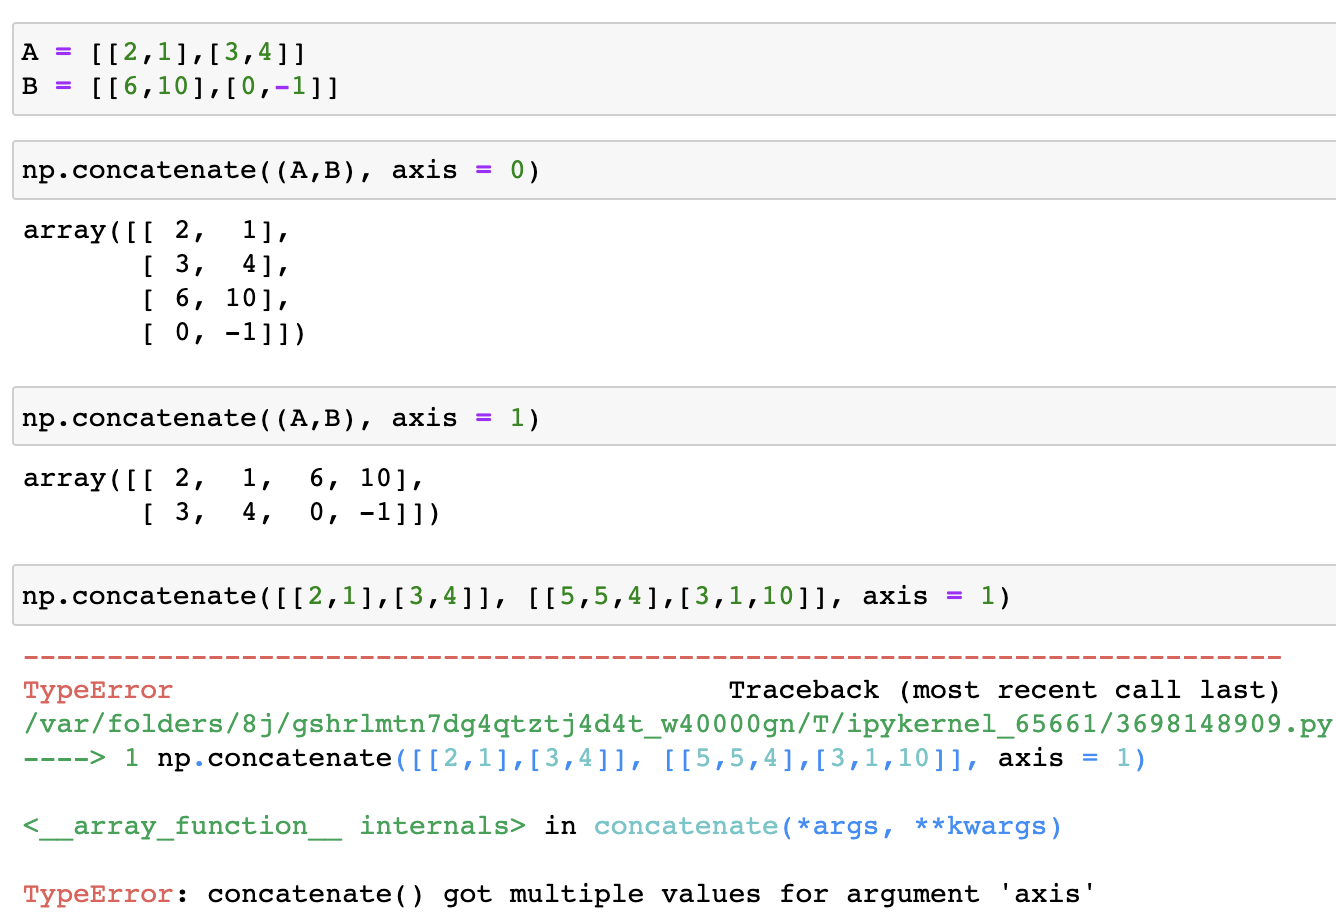 A = [[2,1],[3,4]]
B = [[6,10],[0,-1]]
np.concatenate((A,B), axis = 0)
array([[ 2,  1],
       [ 3,  4],
       [ 6, 10],
       [ 0, -1]])
np.concatenate((A,B), axis = 1)
array([[ 2,  1,  6, 10],
       [ 3,  4,  0, -1]])
np.concatenate([[2,1],[3,4]], [[5,5,4],[3,1,10]], axis = 1)
---------------------------------------------------------------------------
TypeError                                 Traceback (most recent call last)
/var/folders/8j/gshrlmtn7dg4qtztj4d4t_w40000gn/T/ipykernel_65661/3698148909.py
----> 1 np.concatenate([[2,1],[3,4]], [[5,5,4],[3,1,10]], axis = 1)
<__array_function__ internals> in concatenate(*args, **kwargs)
TypeError: concatenate() got multiple values for argument 'axis'